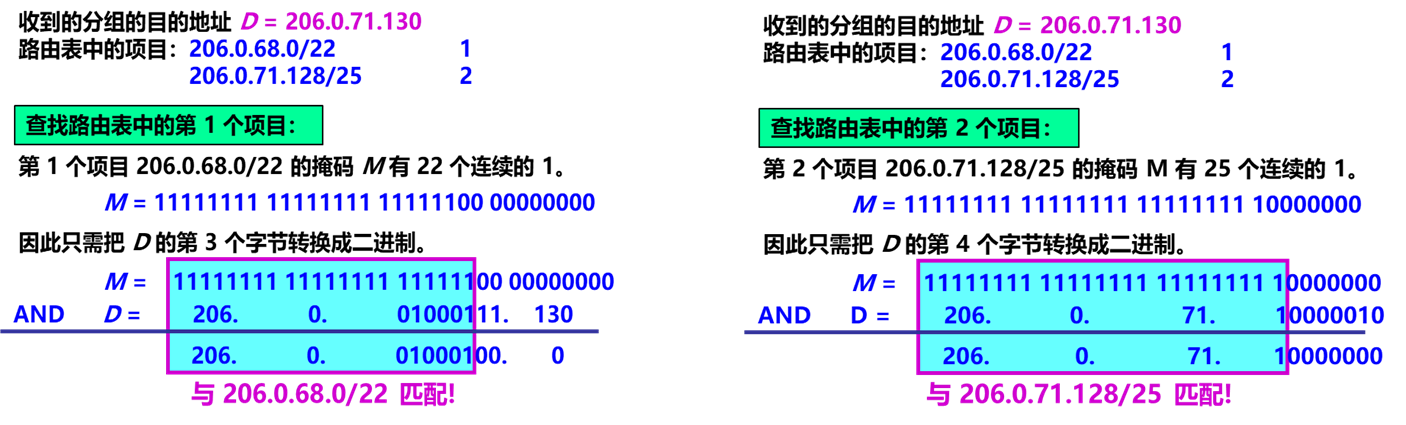 收到的分组的目的地址 D = 206.0.71.130
路由表中的项目：206.0.68.0/22 1
206.0.71.128/25 2
查找路由表中的第 1 个项目：
第 1 个项目 206.0.68.0/22 的掩码 M 有 22 个连续的 1。
M = 11111111 11111111 11111100 00000000
因此只需把 D 的第 3 个字节转换成二进制。
M = 11111111 11111111 11111100 00000000
AND D = 206. 0. 01000111. 130
206. 0. 01000100. 0
与 206.0.68.0/22 匹配!
收到的分组的目的地址 D = 206.0.71.130
路由表中的项目：206.0.68.0/22 1
206.0.71.128/25 2
查找路由表中的第 2 个项目：
第 2 个项目 206.0.71.128/25 的掩码 M 有 25 个连续的 1。
M = 11111111 11111111 11111111 10000000
因此只需把 D 的第 4 个字节转换成二进制。
M = 11111111 11111111 11111111 10000000
AND D = 206. 0. 71. 10000010
206. 0. 71. 10000000
与 206.0.71.128/25 匹配!